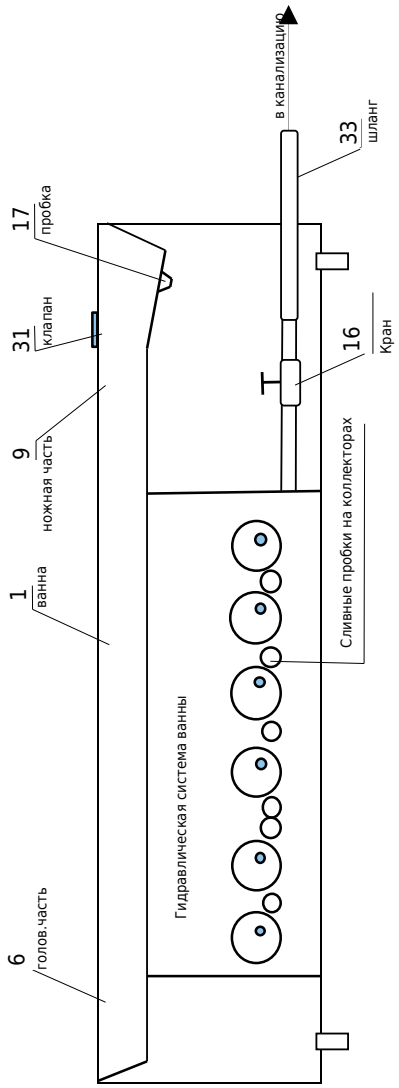 6
голов.часть
1
ванна
9
ножная часть
31
клапан
17
пробка
Гидравлическая система ванны
Сливные пробки на коллекторах
16
Кран
33
шланг
в канализацию